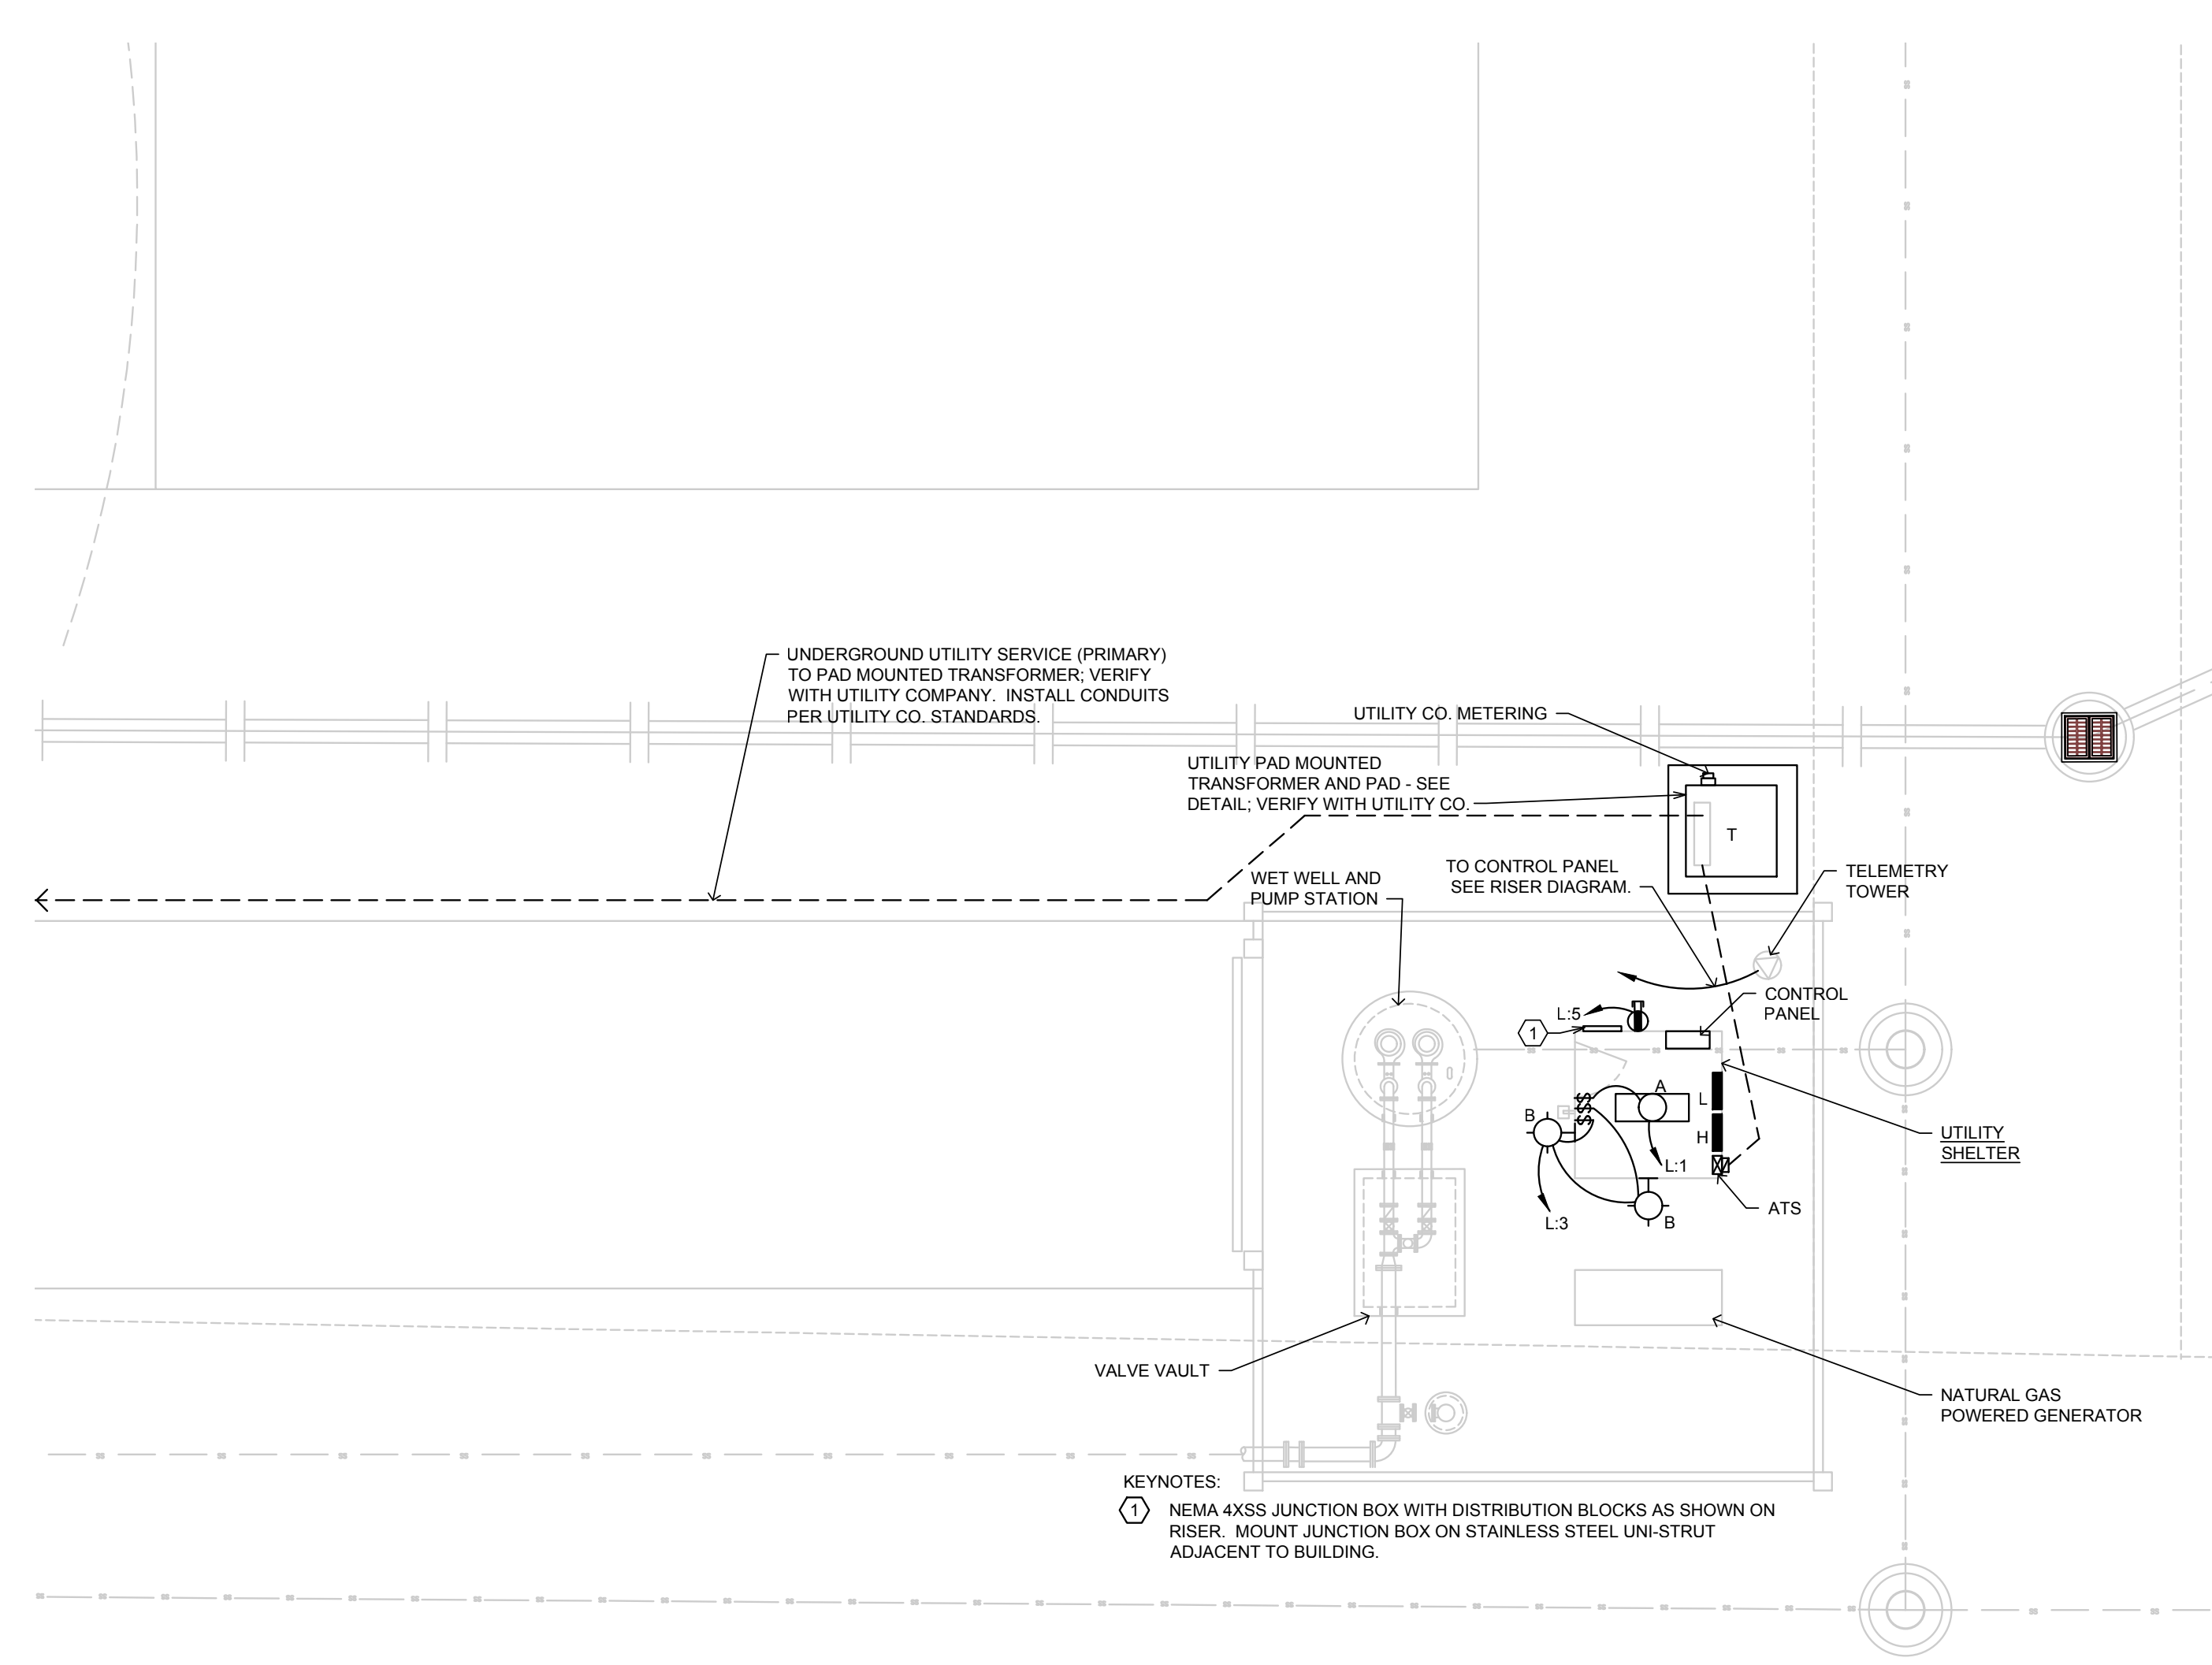 UNDERGROUND UTILITY SERVICE (PRIMARY)
TO PAD MOUNTED TRANSFORMER; VERIFY
WITH UTILITY COMPANY.  INSTALL CONDUITS
PER UTILITY CO. STANDARDS.
UTILITY CO. METERING
UTILITY PAD MOUNTED
TRANSFORMER AND PAD - SEE
DETAIL; VERIFY WITH UTILITY CO.
T
TO CONTROL PANEL
SEE RISER DIAGRAM.
TELEMETRY
TOWER
WET WELL AND
PUMP STATION
CONTROL
PANEL
L:5
1
A
L
B
H
UTILITY
SHELTER
L:1
ATS
L:3
B
VALVE VAULT
NATURAL GAS
POWERED GENERATOR
KEYNOTES:
1 NEMA 4XSS JUNCTION BOX WITH DISTRIBUTION BLOCKS AS SHOWN ON
RISER.  MOUNT JUNCTION BOX ON STAINLESS STEEL UNI-STRUT
ADJACENT TO BUILDING.